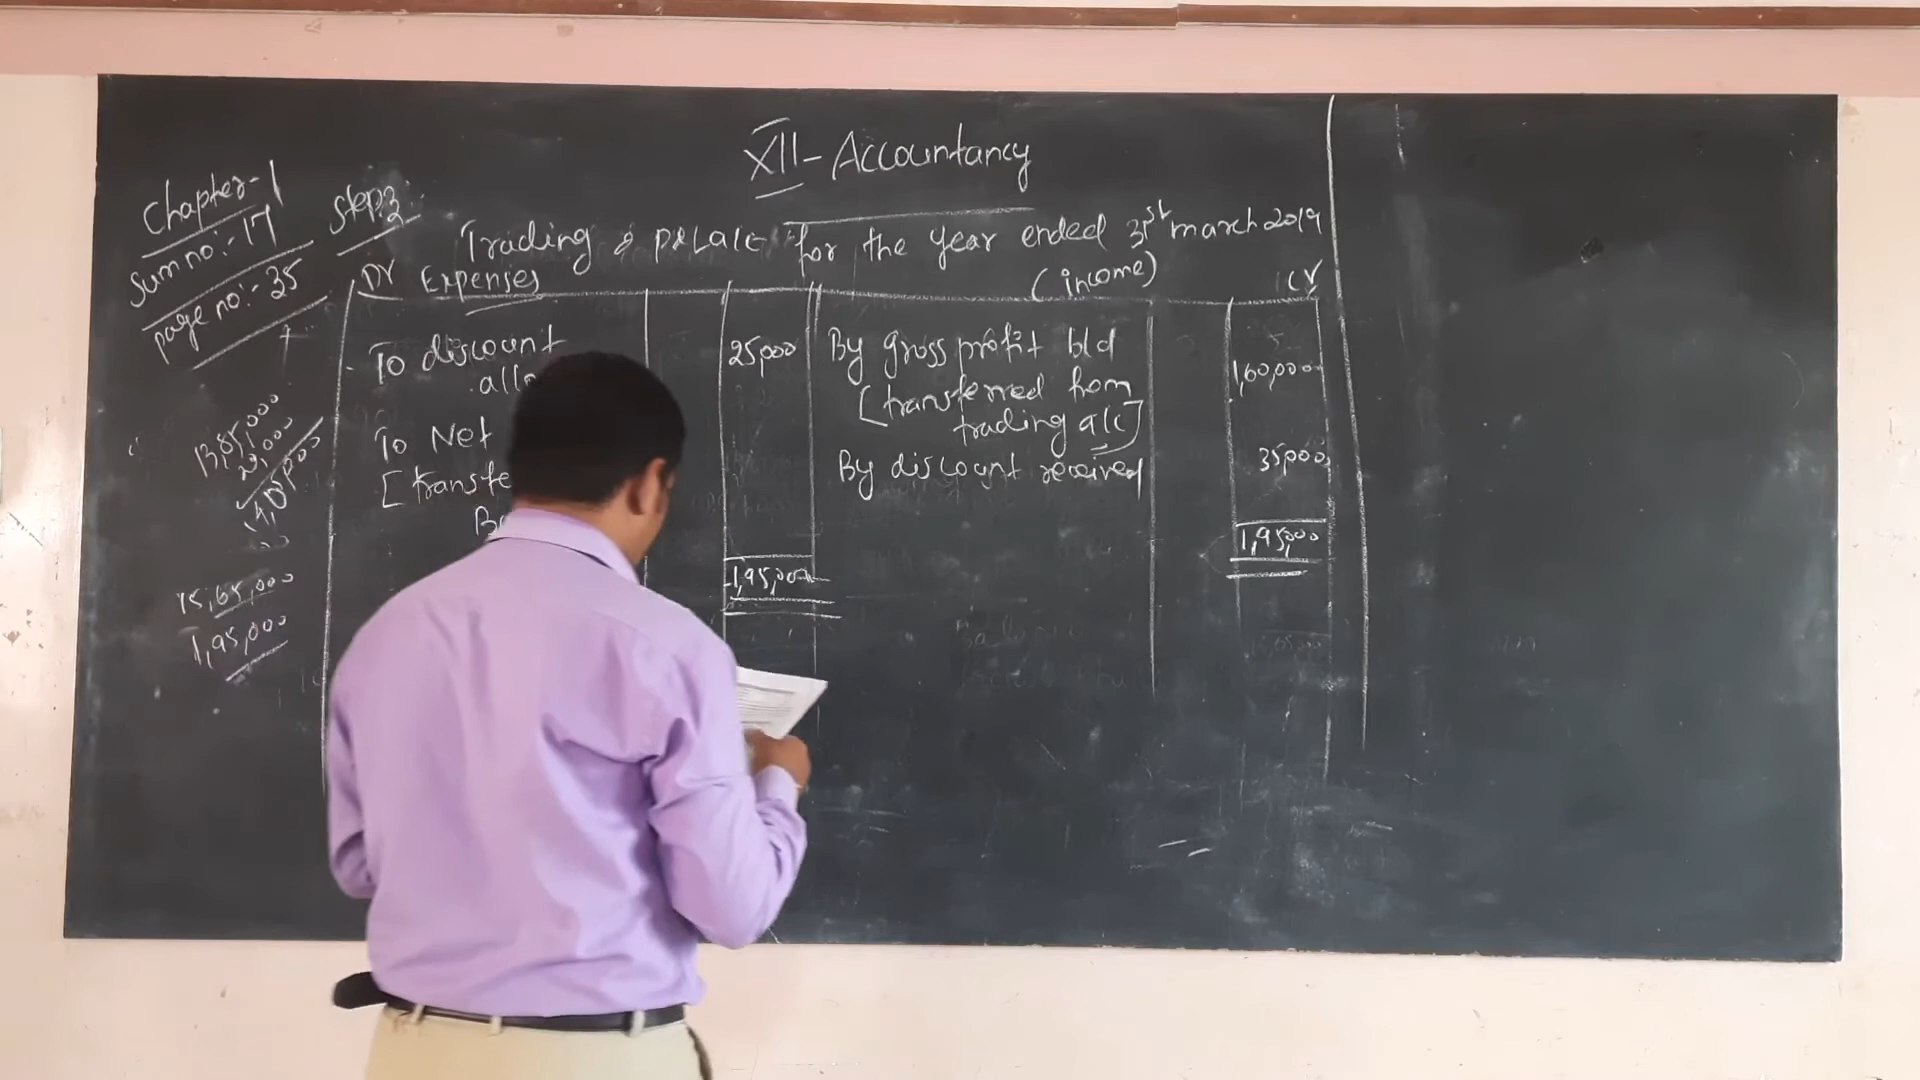 XII - Accountancy
Chapter-1
Sum no:- 17
page no:- 35
Step:3
Trading & P&L a/c for the year ended 31st march 2019
Dr Expenses (income) Cr
To discount 25,000 By gross profit b/d 1,60,000
[transferred from
trading a/c]
To Net
By discount received 35,000
1,95,000 1,95,000
13,85,000
15,65,000
1,95,000